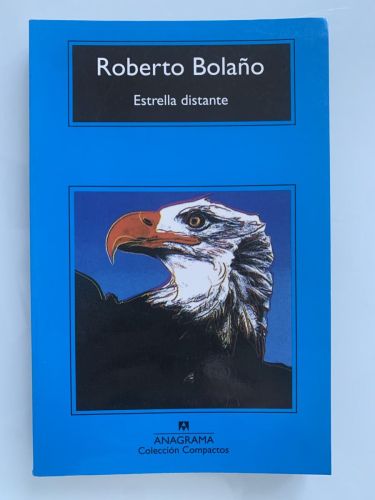 Roberto Bolaño
Estrella distante
ANAGRAMA
Colección Compactos